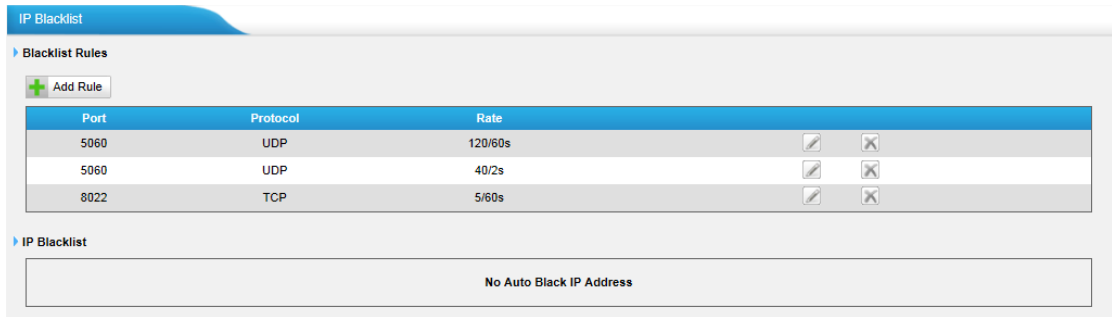 IP Blacklist
Blacklist Rules
Add Rule
Port Protocol Rate
5060 UDP 120/60s
5060 UDP 40/2s
8022 TCP 5/60s
IP Blacklist
No Auto Black IP Address